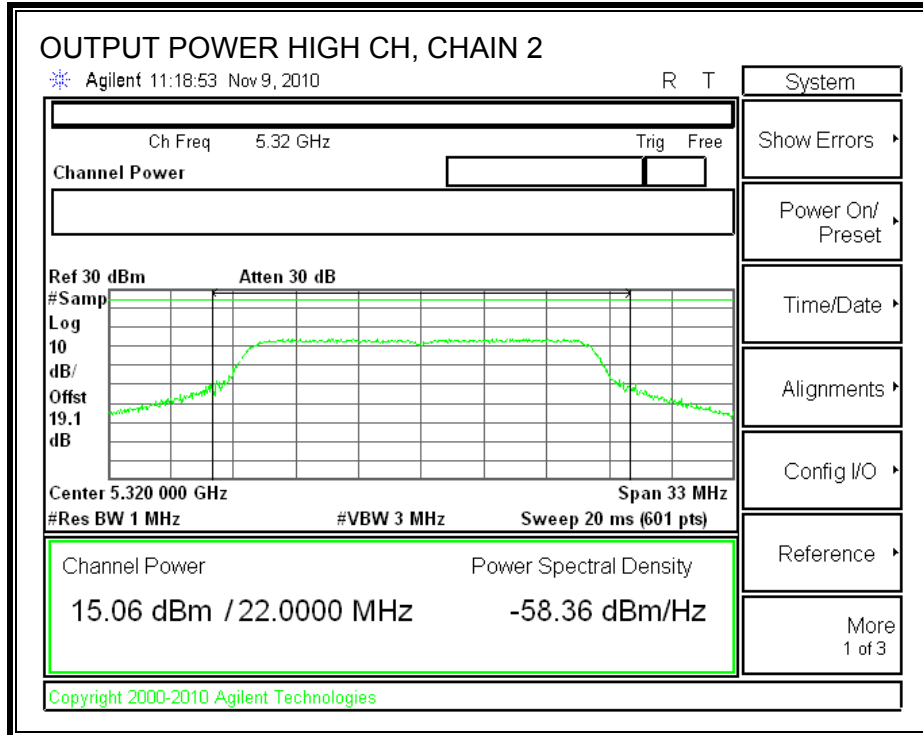 OUTPUT POWER HIGH CH, CHAIN 2
Agilent 11:18:53 Nov 9, 2010 R T
System
Ch Freq 5.32 GHz Trig Free
Channel Power
Show Errors
Power On/
Preset
Ref 30 dBm Atten 30 dB
#Samp
Log
10
dB/
Offst
19.1
dB
Time/Date
Alignments
Config I/O
Center 5.320 000 GHz Span 33 MHz
#Res BW 1 MHz #VBW 3 MHz Sweep 20 ms (601 pts)
Channel Power Power Spectral Density
15.06 dBm / 22.0000 MHz -58.36 dBm/Hz
Reference
More
1 of 3
Copyright 2000-2010 Agilent Technologies